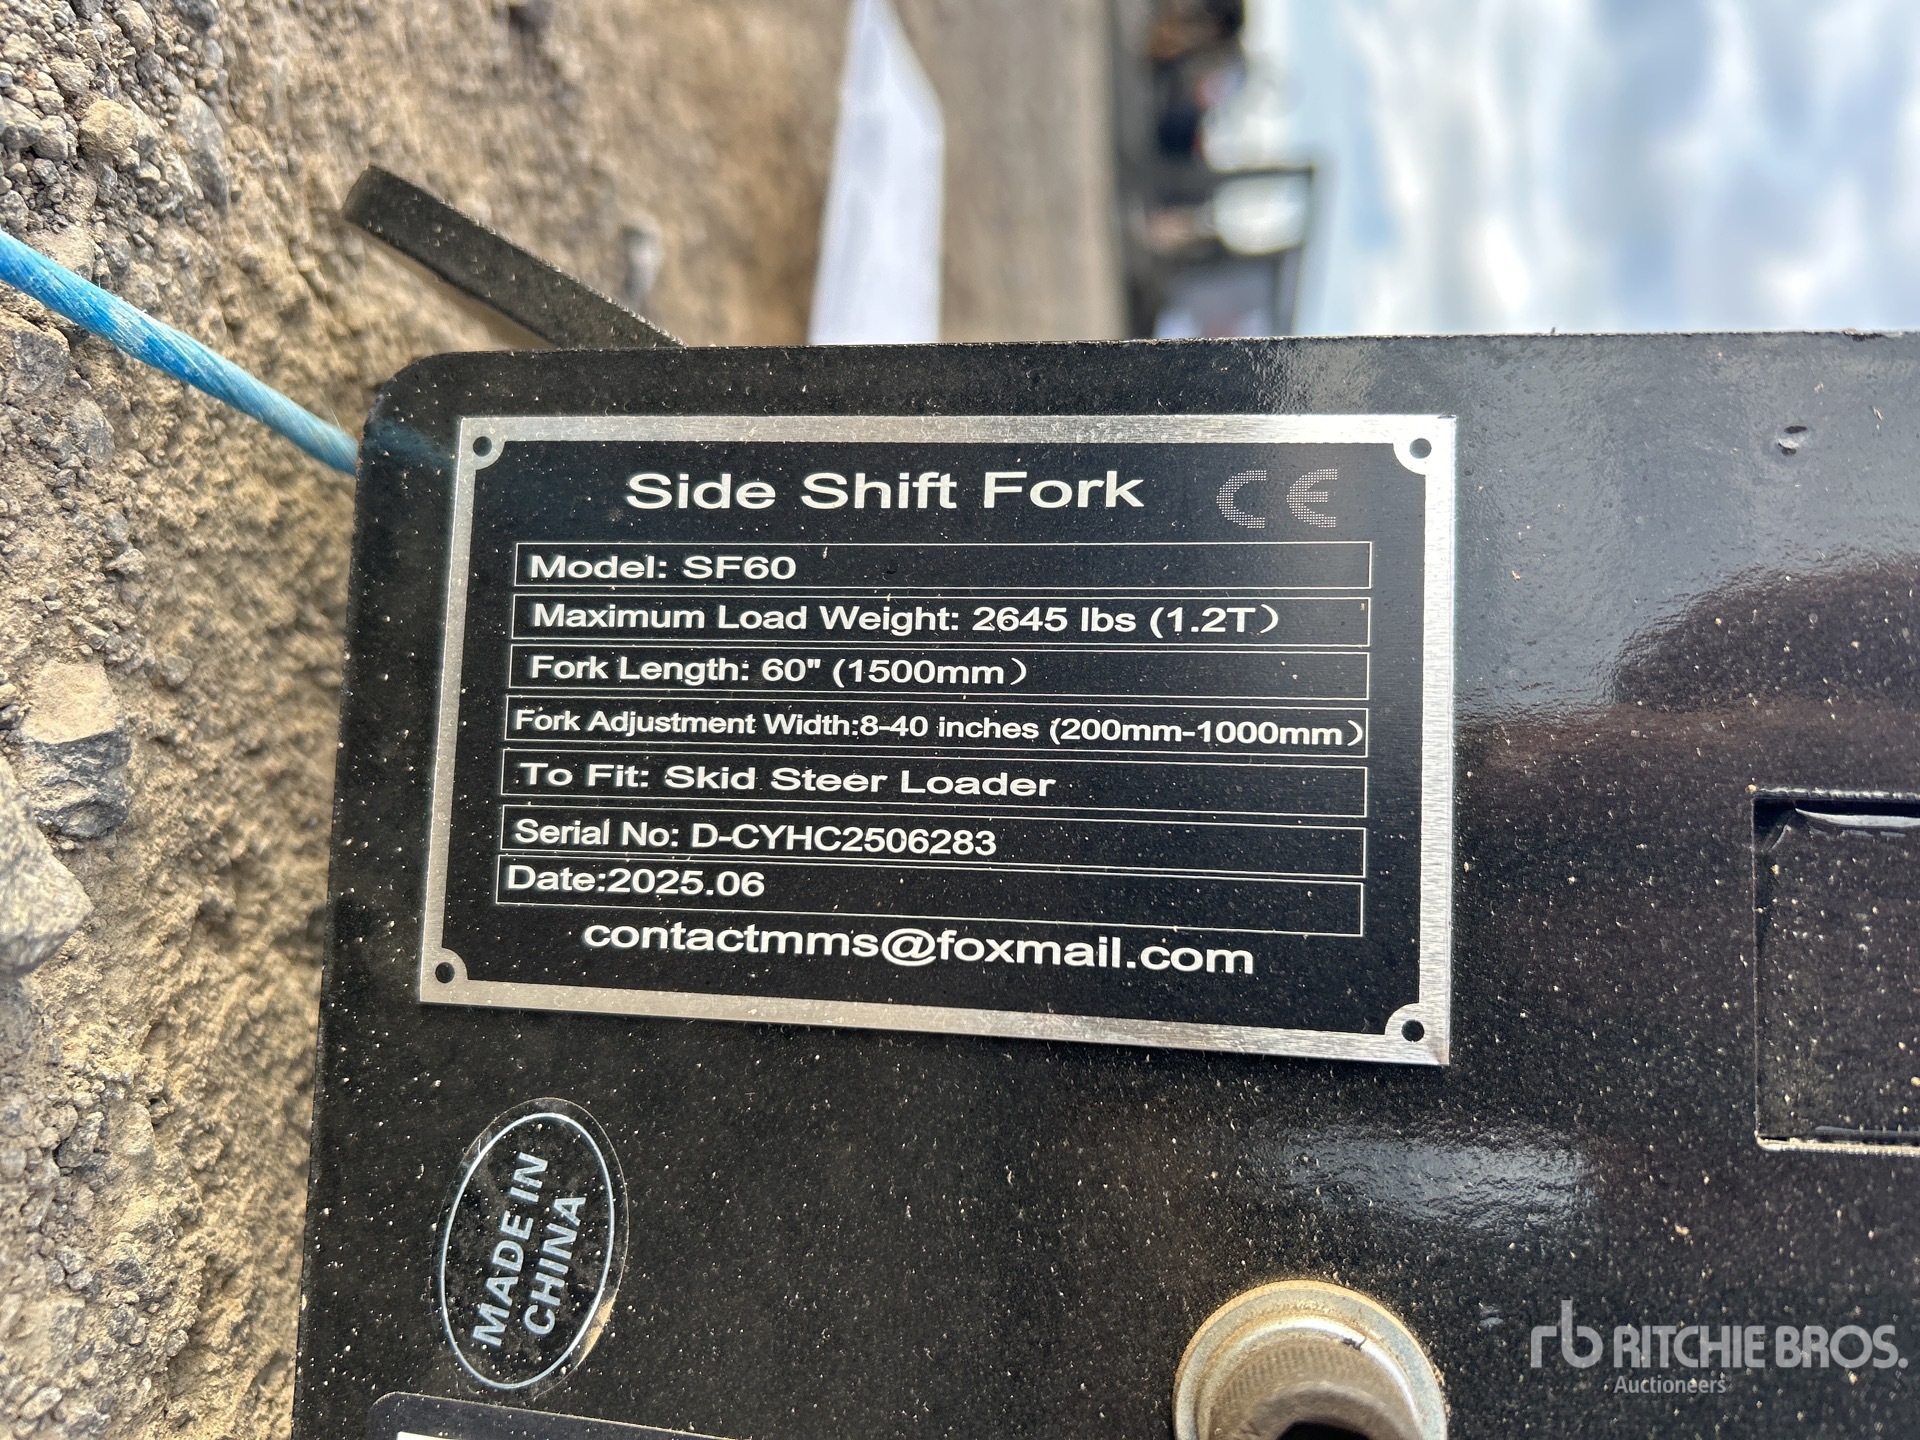 Side Shift Fork CE
Model: SF60
Maximum Load Weight: 2645 lbs (1.2T）
Fork Length: 60" (1500mm）
Fork Adjustment Width:8-40 inches (200mm-1000mm）
To Fit: Skid Steer Loader
Serial No: D-CYHC2506283
Date:2025.06
contactmms@foxmail.com
MADE IN
CHINA
rb RITCHIE BROS.
Auctioneers